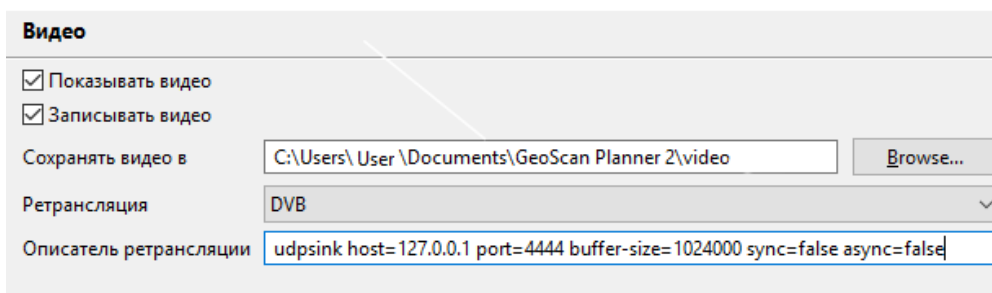 Видео
Показывать видео
Записывать видео
Сохранять видео в C:\Users\ User \Documents\GeoScan Planner 2\video Browse...
Ретрансляция DVB
Описатель ретрансляции udpsink host=127.0.0.1 port=4444 buffer-size=1024000 sync=false async=false